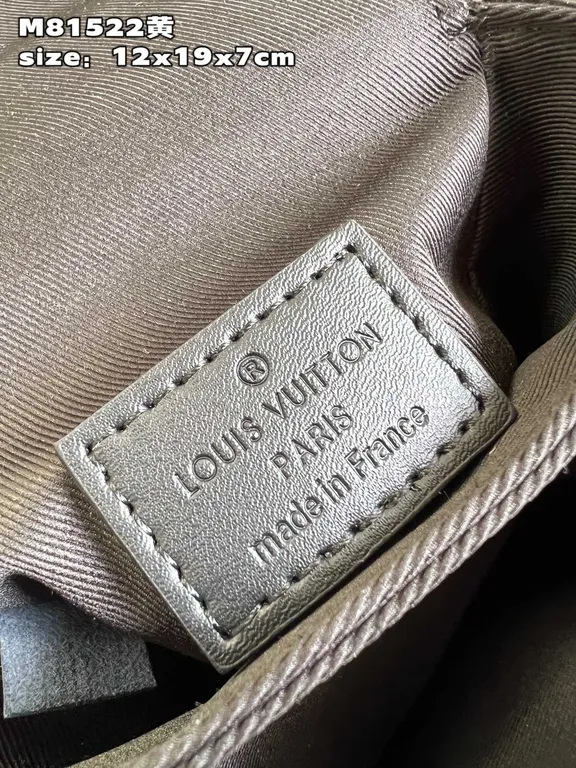 M81522黄
size：12x19x7cm
®
LOUIS VUITTON
PARIS
made in France